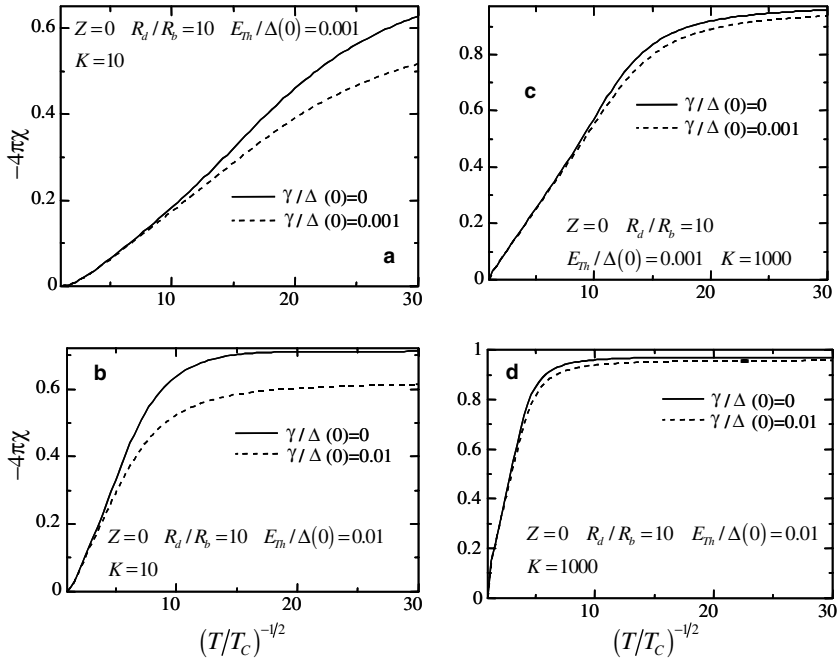 0.6
0.4
0.2
0
10
20
30
−4πχ
Z=0 R_d/R_b=10 E_Th/Δ(0)=0.001
K=10
γ/Δ(0)=0
γ/Δ(0)=0.001
a
0.8
0.6
0.4
0.2
0
10
20
30
c
γ/Δ(0)=0
γ/Δ(0)=0.001
Z=0 R_d/R_b=10
E_Th/Δ(0)=0.001 K=1000
0.6
0.4
0.2
0
10
20
30
−4πχ
(T/T_C)^{−1/2}
b
γ/Δ(0)=0
γ/Δ(0)=0.01
Z=0 R_d/R_b=10 E_Th/Δ(0)=0.01
K=10
1
0.8
0.6
0.4
0.2
0
10
20
30
(T/T_C)^{−1/2}
d
γ/Δ(0)=0
γ/Δ(0)=0.01
Z=0 R_d/R_b=10 E_Th/Δ(0)=0.01
K=1000